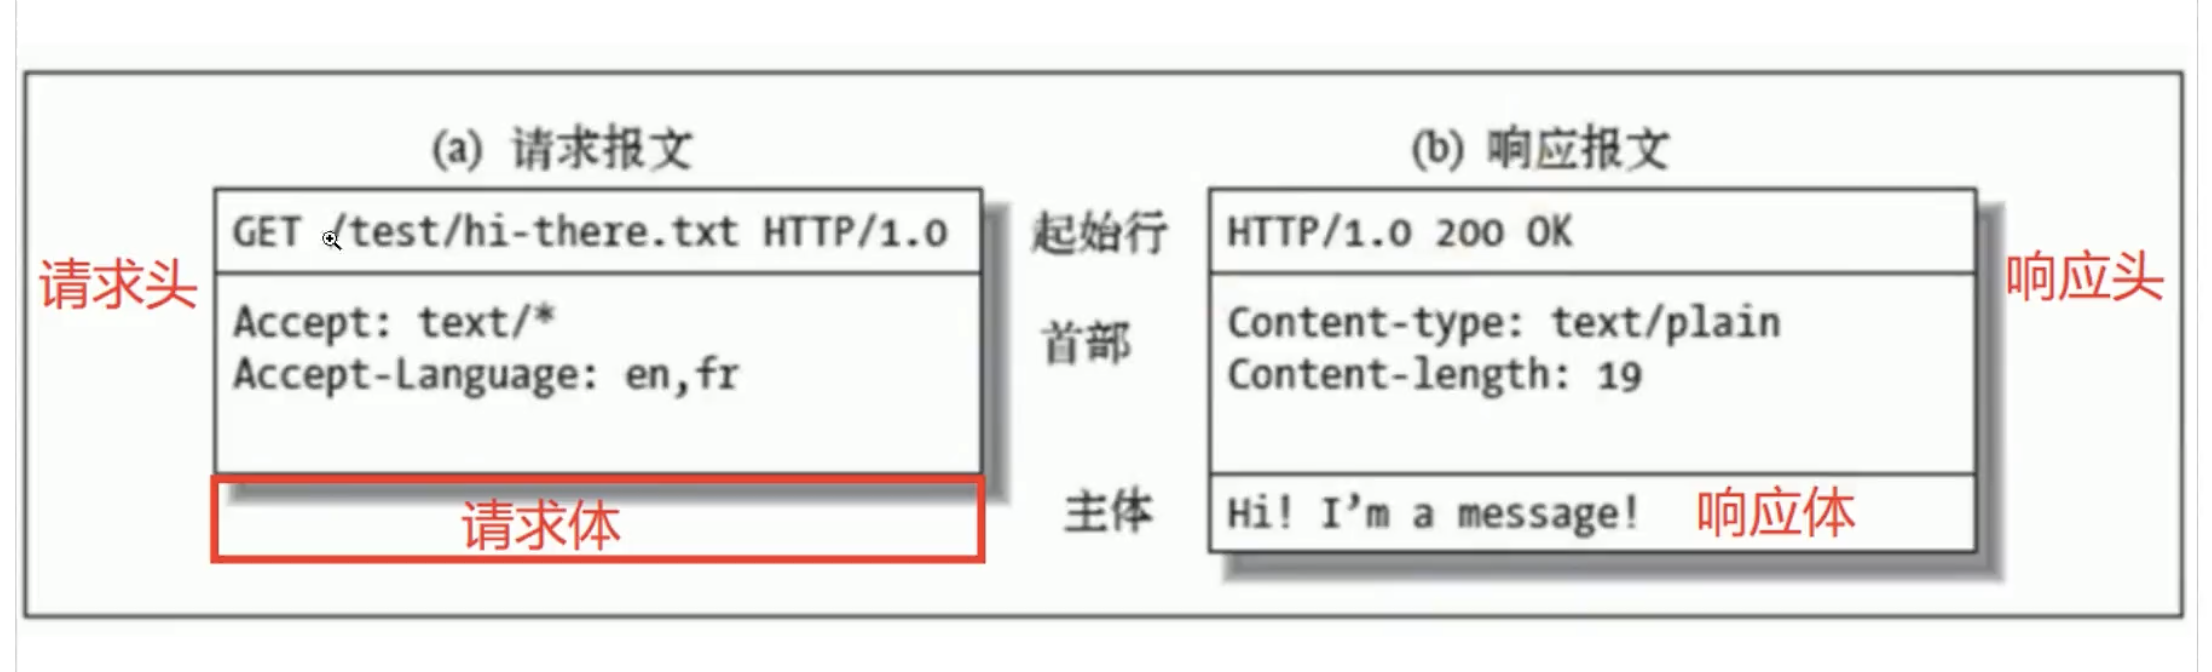 (a) 请求报文
GET /test/hi-there.txt HTTP/1.0
请求头
Accept: text/*
Accept-Language: en,fr
请求体
起始行
首部
主体
(b) 响应报文
HTTP/1.0 200 OK
响应头
Content-type: text/plain
Content-length: 19
Hi! I’m a message!
响应体